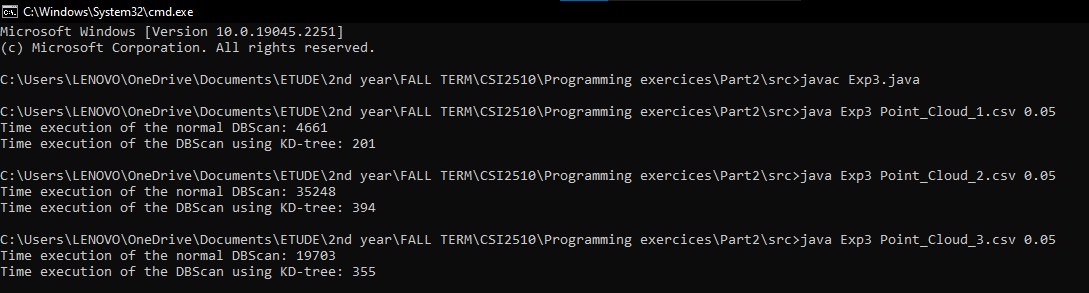 C:\Windows\System32\cmd.exe
Microsoft Windows [Version 10.0.19045.2251]
(c) Microsoft Corporation. All rights reserved.
C:\Users\LENOVO\OneDrive\Documents\ETUDE\2nd year\FALL TERM\CSI2510\Programming exercices\Part2\src>javac Exp3.java
C:\Users\LENOVO\OneDrive\Documents\ETUDE\2nd year\FALL TERM\CSI2510\Programming exercices\Part2\src>java Exp3 Point_Cloud_1.csv 0.05
Time execution of the normal DBScan: 4661
Time execution of the DBScan using KD-tree: 201
C:\Users\LENOVO\OneDrive\Documents\ETUDE\2nd year\FALL TERM\CSI2510\Programming exercices\Part2\src>java Exp3 Point_Cloud_2.csv 0.05
Time execution of the normal DBScan: 35248
Time execution of the DBScan using KD-tree: 394
C:\Users\LENOVO\OneDrive\Documents\ETUDE\2nd year\FALL TERM\CSI2510\Programming exercices\Part2\src>java Exp3 Point_Cloud_3.csv 0.05
Time execution of the normal DBScan: 19703
Time execution of the DBScan using KD-tree: 355